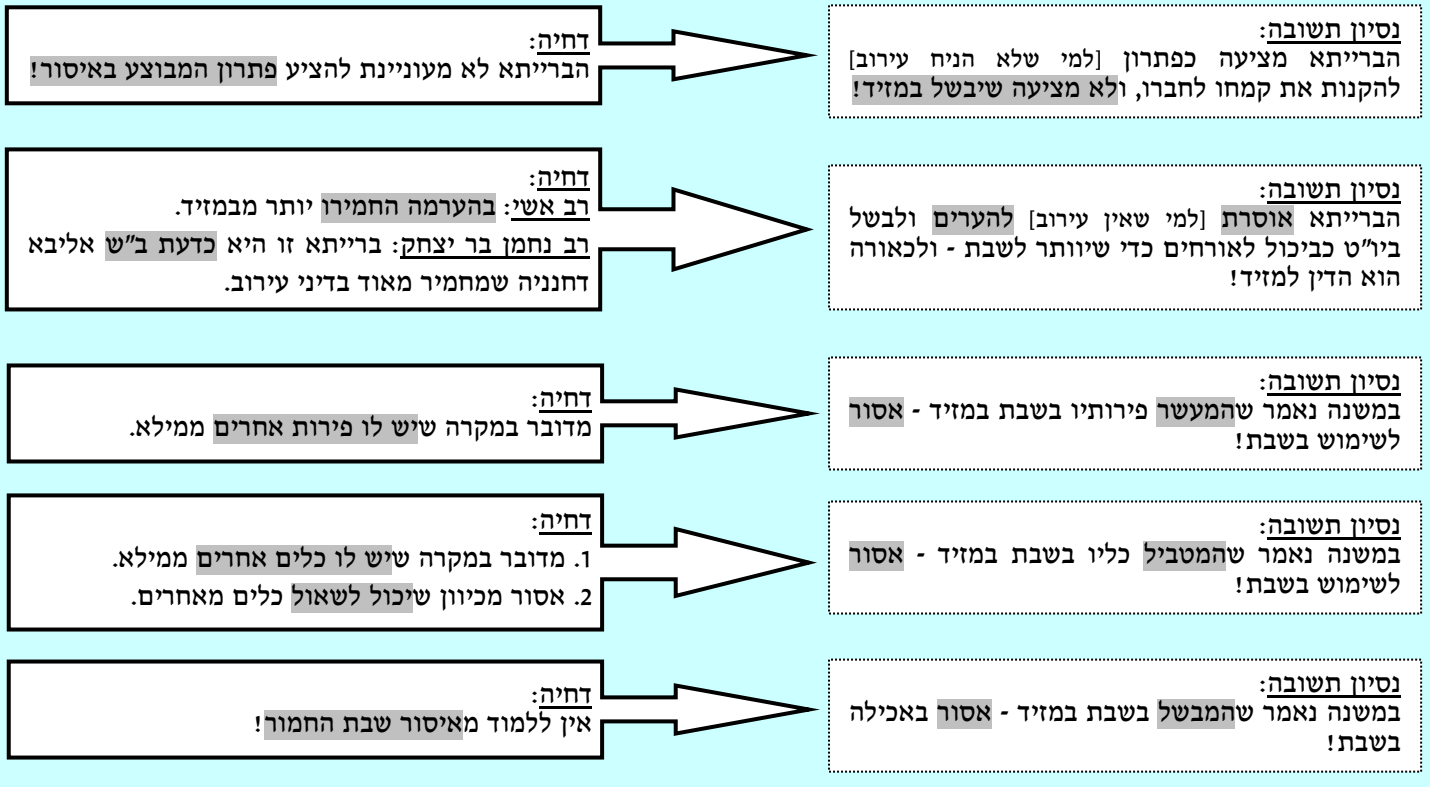 נסיון תשובה:
הברייתא מציעה כפתרון [למי שלא הניח עירוב]
להקנות את קמחו לחברו, ולא מציעה שיבשל במזיד!
דחיה:
הברייתא לא מעוניינת להציע פתרון המבוצע באיסור!
נסיון תשובה:
הברייתא אוסרת [למי שאין עירוב] להערים ולבשל
ביו"ט כביכול לאורחים כדי שיוותר לשבת - ולכאורה
הוא הדין למזיד!
דחיה:
רב אשי: בהערמה החמירו יותר מבמזיד.
רב נחמן בר יצחק: ברייתא זו היא כדעת ב"ש אליבא
דחנניה שמחמיר מאוד בדיני עירוב.
נסיון תשובה:
במשנה נאמר שהמעשר פירותיו בשבת במזיד - אסור
לשימוש בשבת!
דחיה:
מדובר במקרה שיש לו פירות אחרים ממילא.
נסיון תשובה:
במשנה נאמר שהמטביל כליו בשבת במזיד - אסור
לשימוש בשבת!
דחיה:
1. מדובר במקרה שיש לו כלים אחרים ממילא.
2. אסור מכיוון שיכול לשאול כלים מאחרים.
נסיון תשובה:
במשנה נאמר שהמבשל בשבת במזיד - אסור באכילה
בשבת!
דחיה:
אין ללמוד מאיסור שבת החמור!